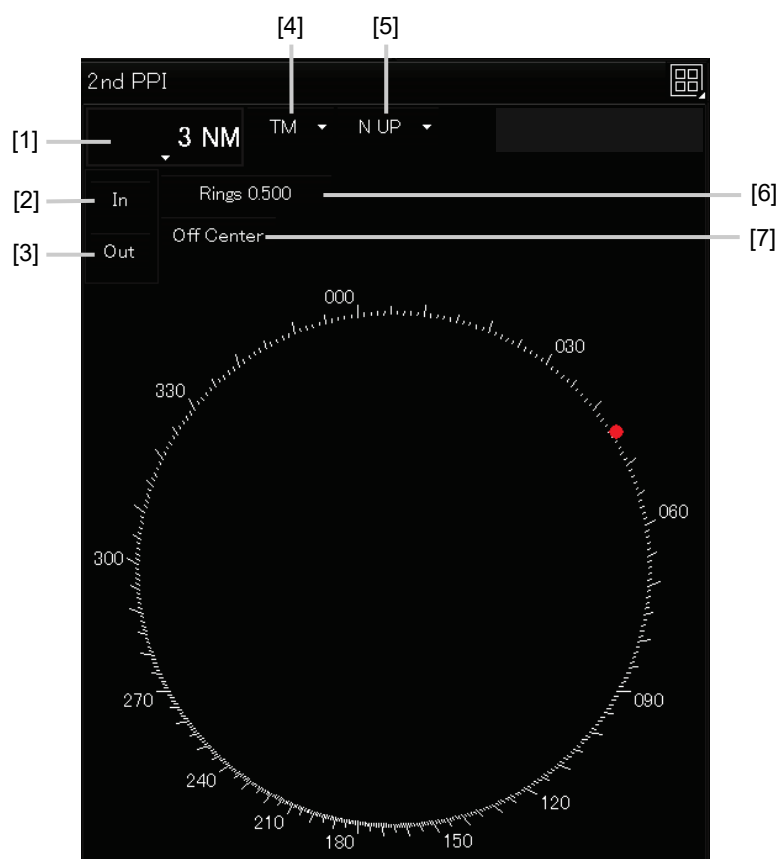 [4] [5]
2nd PPI
[1] 3 NM TM N UP
[2] In Rings 0.500 [6]
[3] Out Off Center [7]
000
030
330
060
300
270 090
240 120
210 150
180